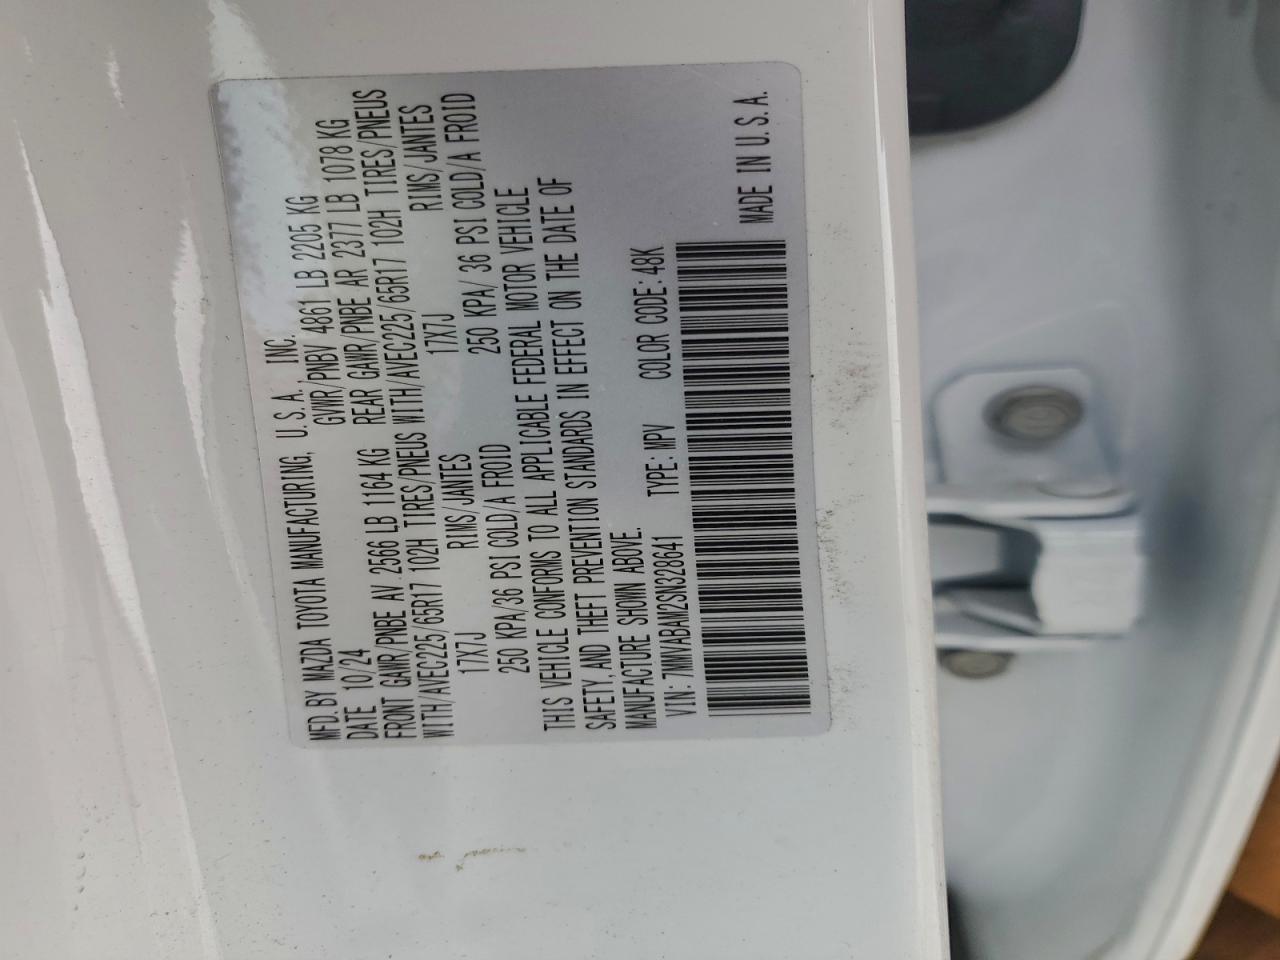 MFD.BY MAZDA TOYOTA MANUFACTURING, U.S.A., INC.
DATE 10/24 GVWR/PNBV 4861 LB 2205 KG
FRONT GAWR/PNBE AV 2566 LB 1164 KG REAR GAWR/PNBE AR 2377 LB 1078 KG
WITH/AVEC225/65R17 102H TIRES/PNEUS WITH/AVEC225/65R17 102H TIRES/PNEUS
17X7J RIMS/JANTES 17X7J RIMS/JANTES
250 KPA/36 PSI COLD/A FROID 250 KPA/ 36 PSI COLD/A FROID
THIS VEHICLE CONFORMS TO ALL APPLICABLE FEDERAL MOTOR VEHICLE
SAFETY,AND THEFT PREVENTION STANDARDS IN EFFECT ON THE DATE OF
MANUFACTURE SHOWN ABOVE.
VIN: 7MMVABAW2SN328641 TYPE: MPV COLOR CODE: 48K
MADE IN U.S.A.